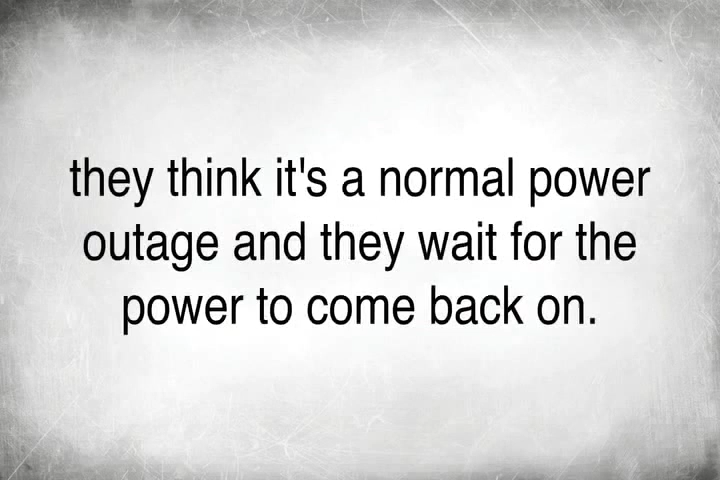 they think it's a normal power
outage and they wait for the
power to come back on.